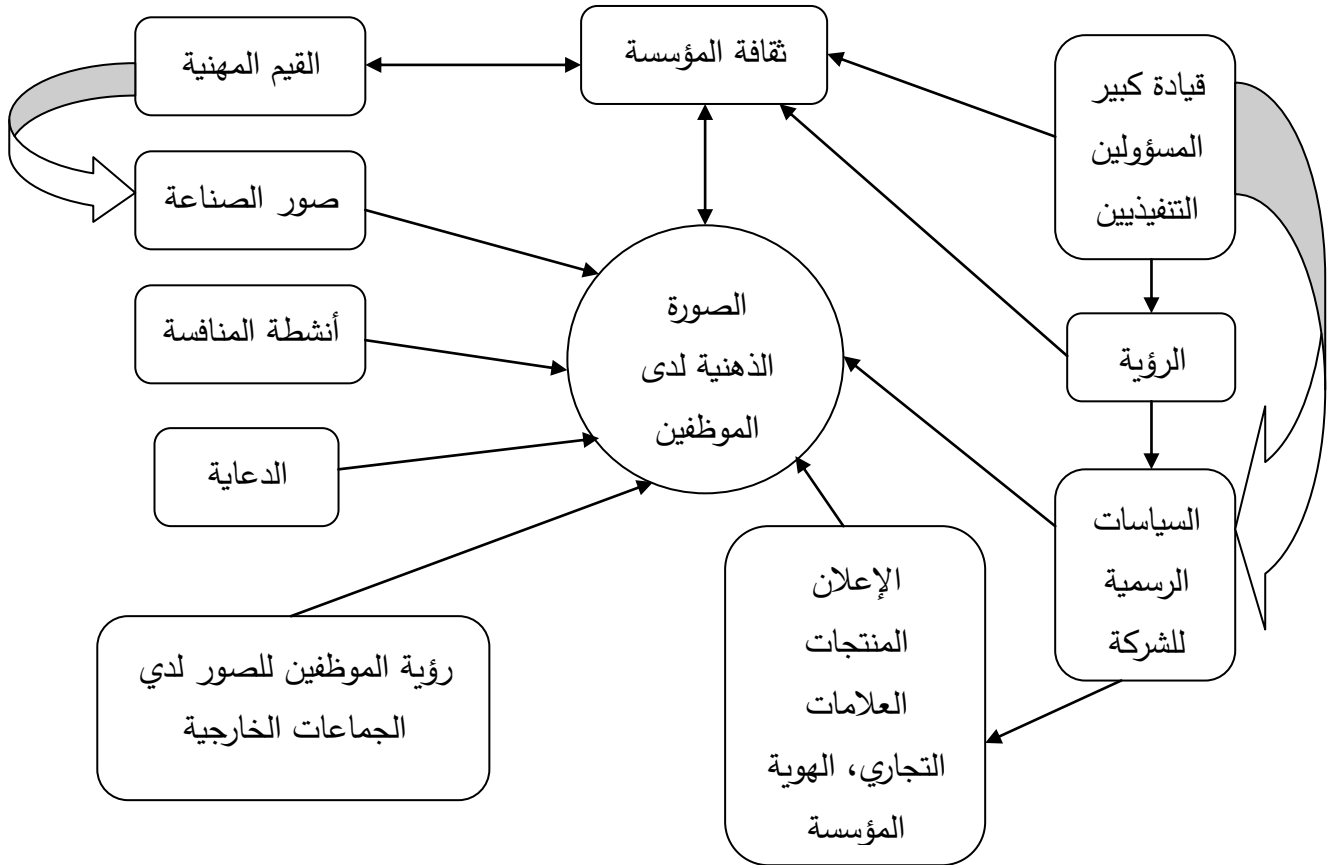 ثقافة المؤسسة
القيم المهنية
قيادة كبير
المسؤولين
التنفيذيين
صور الصناعة
الصورة
الذهنية لدى
الموظفين
أنشطة المنافسة
الرؤية
الدعاية
السياسات
الرسمية
للشركة
الإعلان
المنتجات
العلامات
التجاري، الهوية
المؤسسة
رؤية الموظفين للصور لدي
الجماعات الخارجية